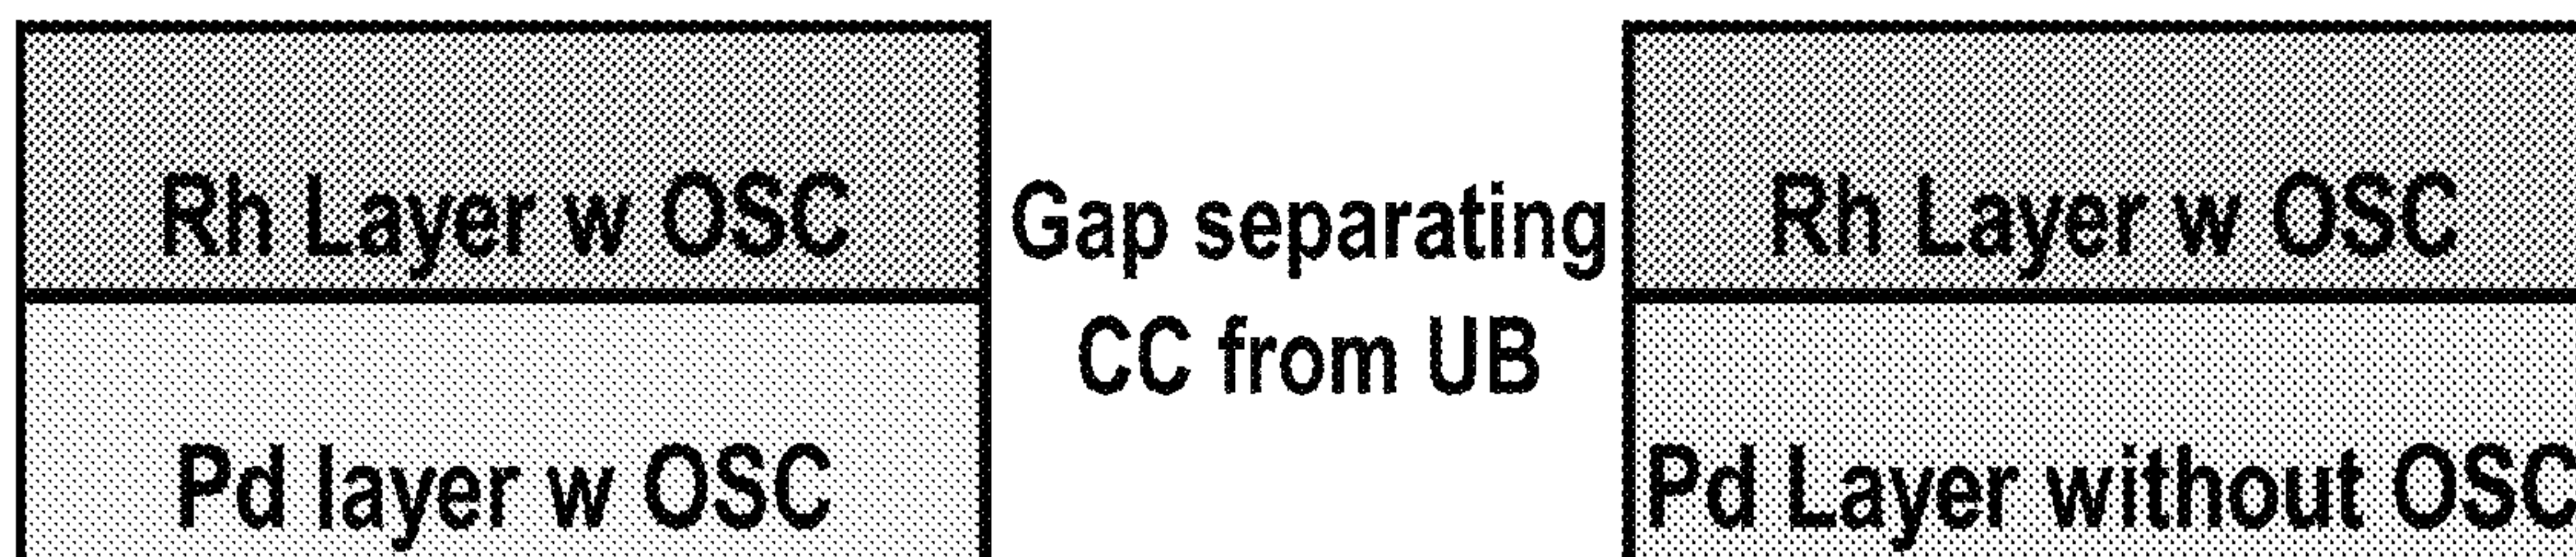 Rh Layer w OSC
Pd layer w OSC
Gap separating
CC from UB
Rh Layer w OSC
Pd Layer without OSC